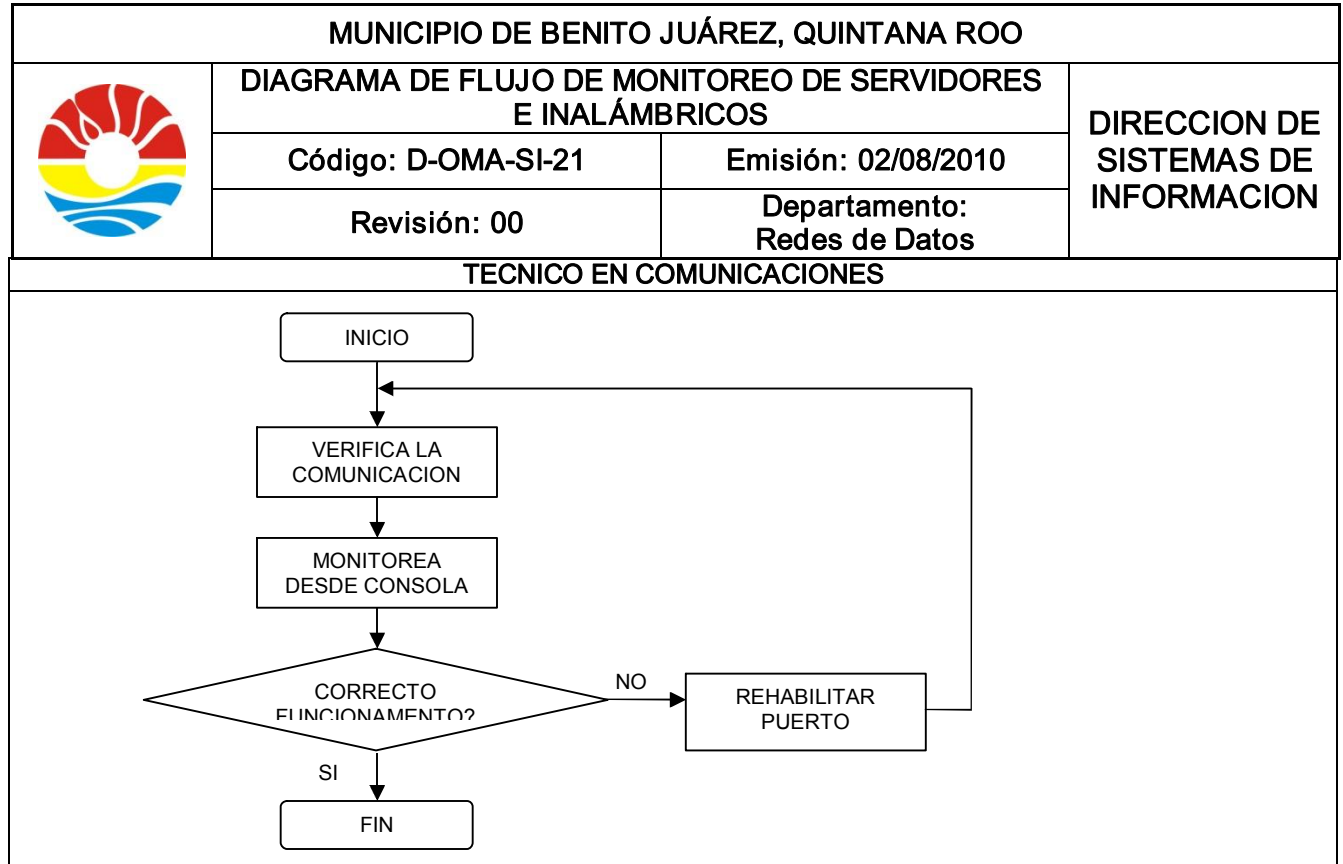 MUNICIPIO DE BENITO JUÁREZ, QUINTANA ROO
DIAGRAMA DE FLUJO DE MONITOREO DE SERVIDORES
E INALÁMBRICOS
Código: D-OMA-SI-21
Emisión: 02/08/2010
Revisión: 00
Departamento:
Redes de Datos
DIRECCION DE
SISTEMAS DE
INFORMACION
TECNICO EN COMUNICACIONES
INICIO
VERIFICA LA
COMUNICACION
MONITOREA
DESDE CONSOLA
CORRECTO
FUNCIONAMENTO?
NO
REHABILITAR
PUERTO
SI
FIN